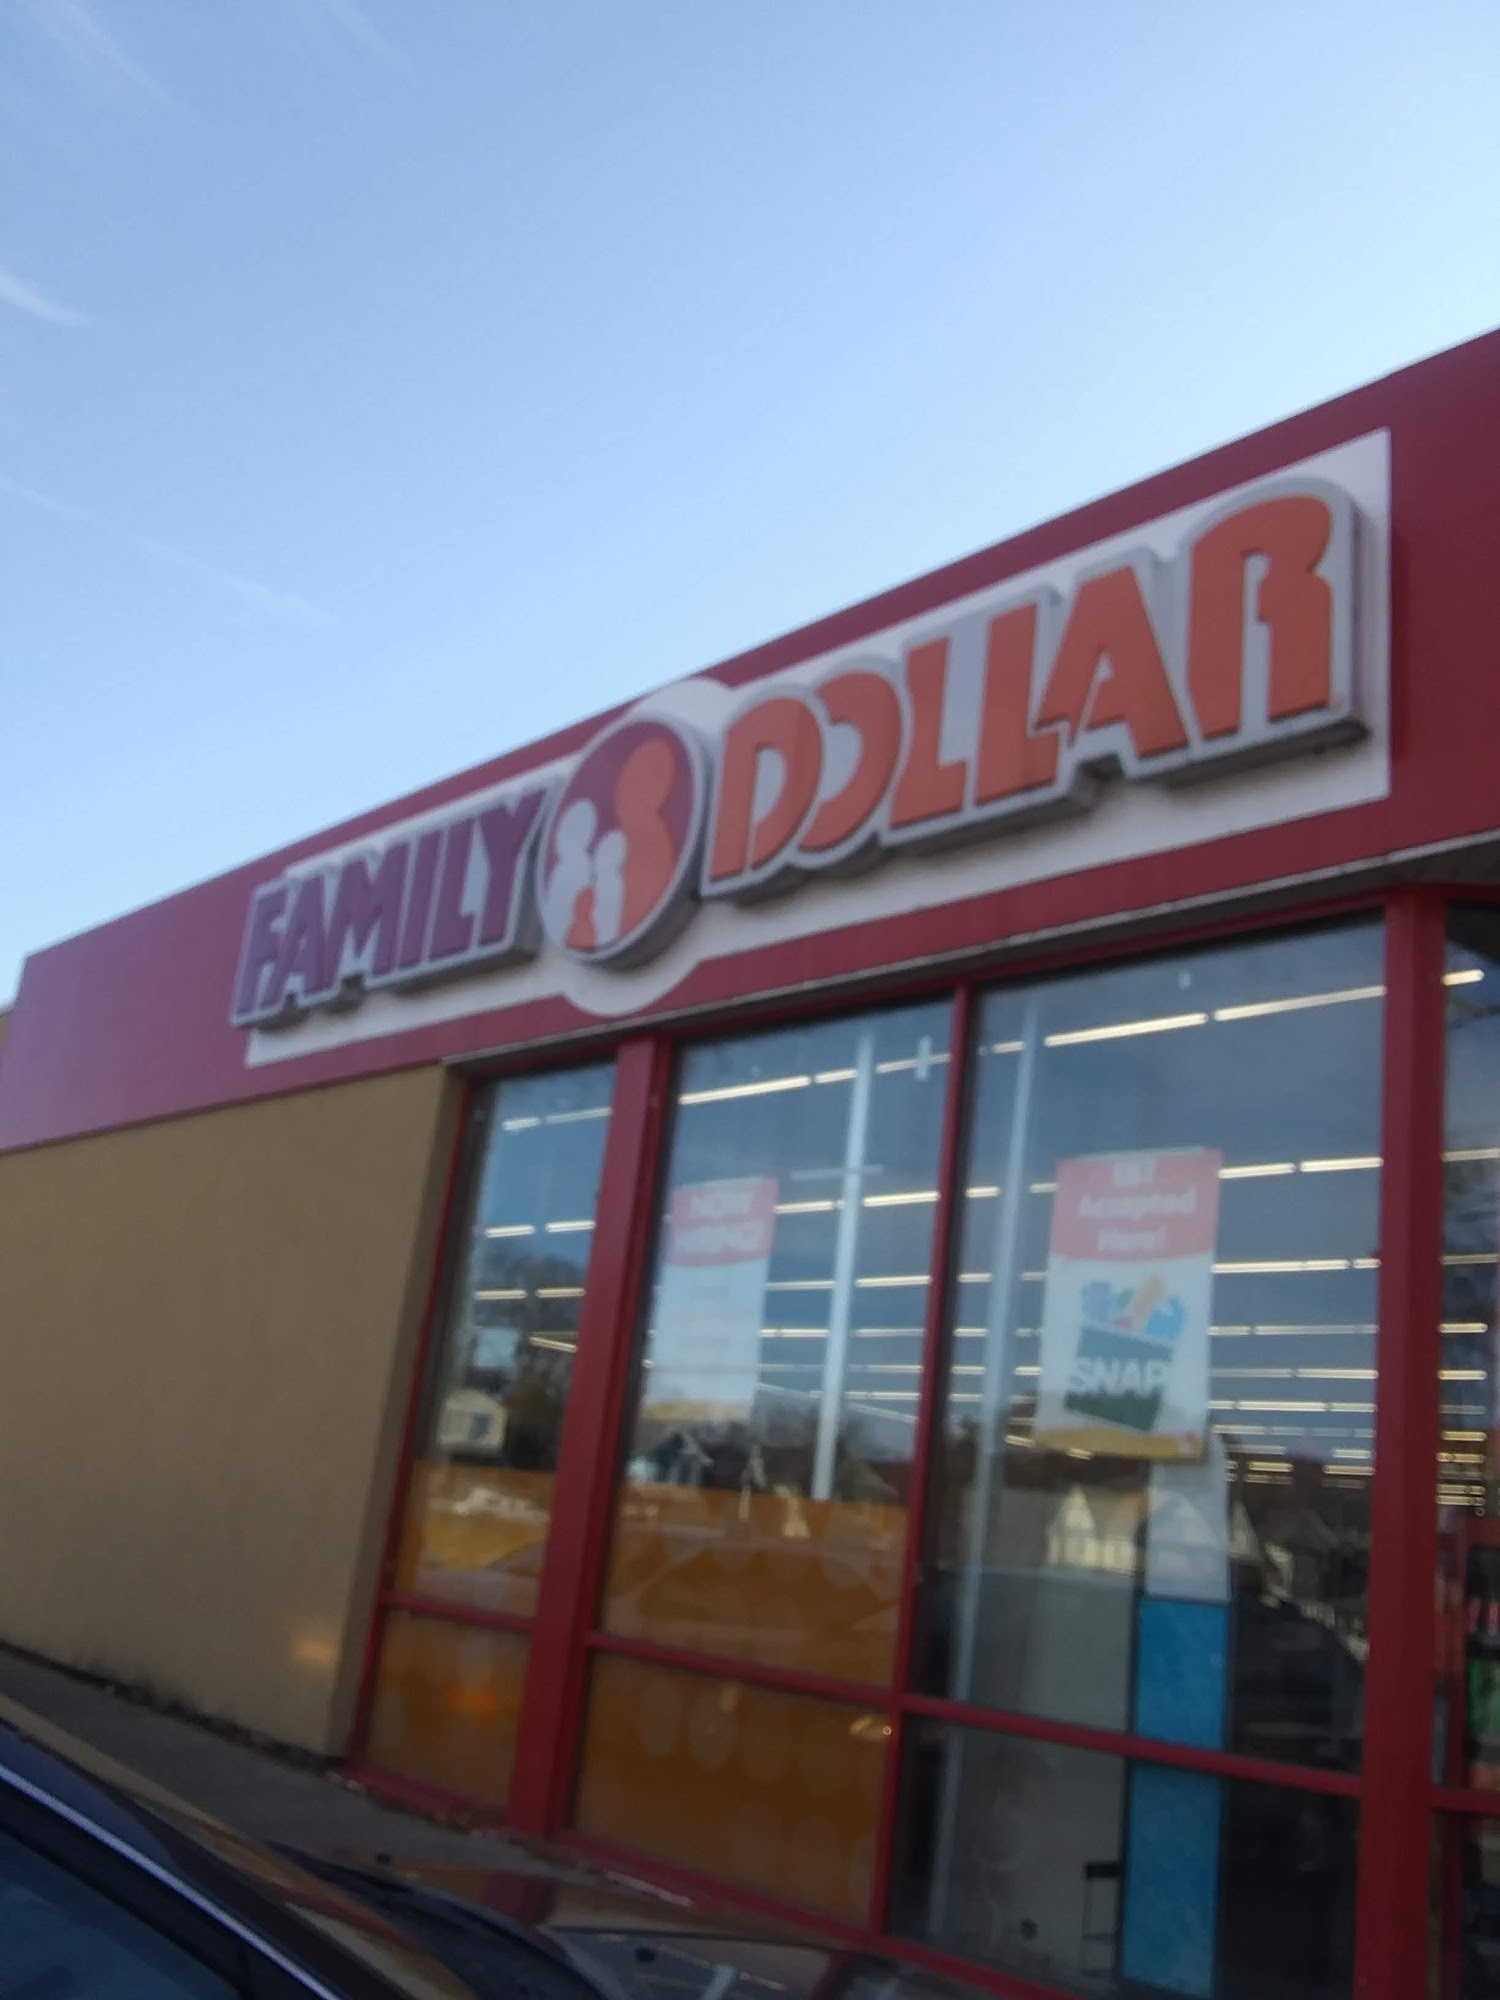 FAMILY DOLLAR
NOW
HIRING
EBT
Accepted
Here!
SNAP